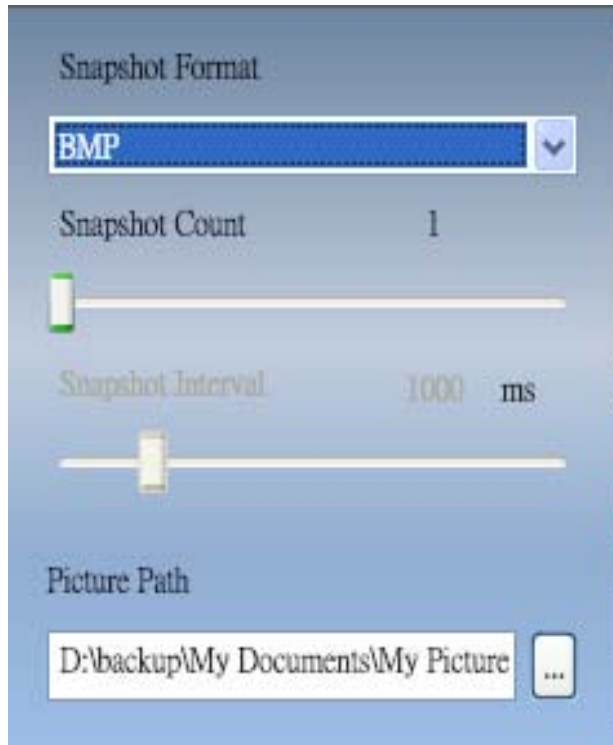 Snapshot Format
BMP
Snapshot Count 1
Snapshot Interval 1000 ms
Picture Path
D:\backup\My Documents\My Picture ...